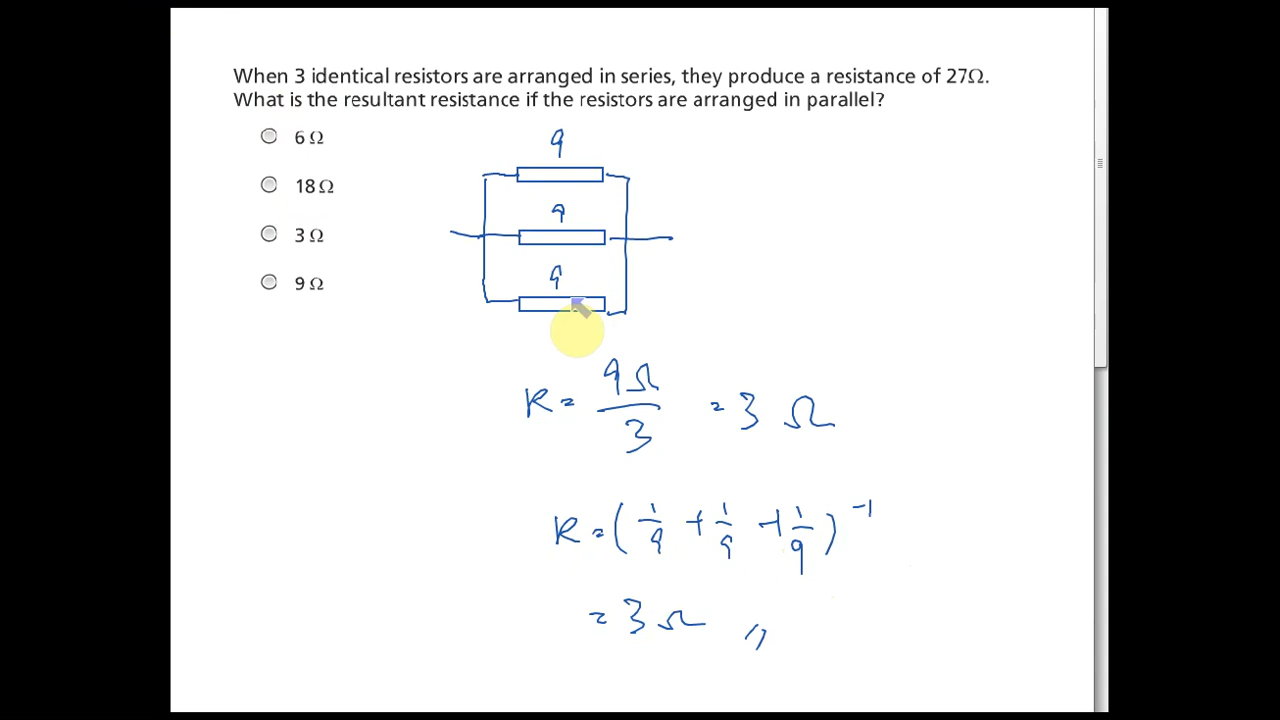 When 3 identical resistors are arranged in series, they produce a resistance of 27Ω.
What is the resultant resistance if the resistors are arranged in parallel?
6 Ω
18 Ω
3 Ω
9 Ω
9
9
9
R = 9Ω/3 = 3 Ω
R = (1/9 + 1/9 + 1/9)⁻¹
= 3 Ω //